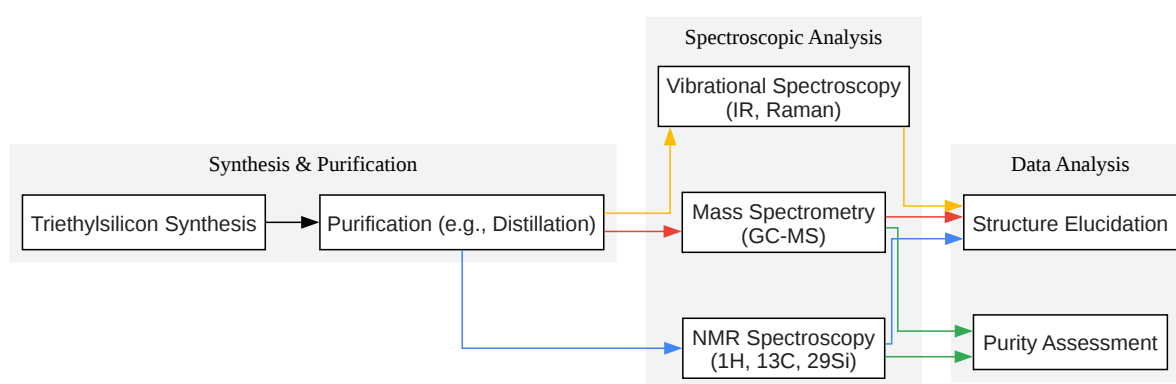 Synthesis & Purification
Triethylsilicon Synthesis
Purification (e.g., Distillation)
Spectroscopic Analysis
Vibrational Spectroscopy
(IR, Raman)
Mass Spectrometry
(GC-MS)
NMR Spectroscopy
(1H, 13C, 29Si)
Data Analysis
Structure Elucidation
Purity Assessment